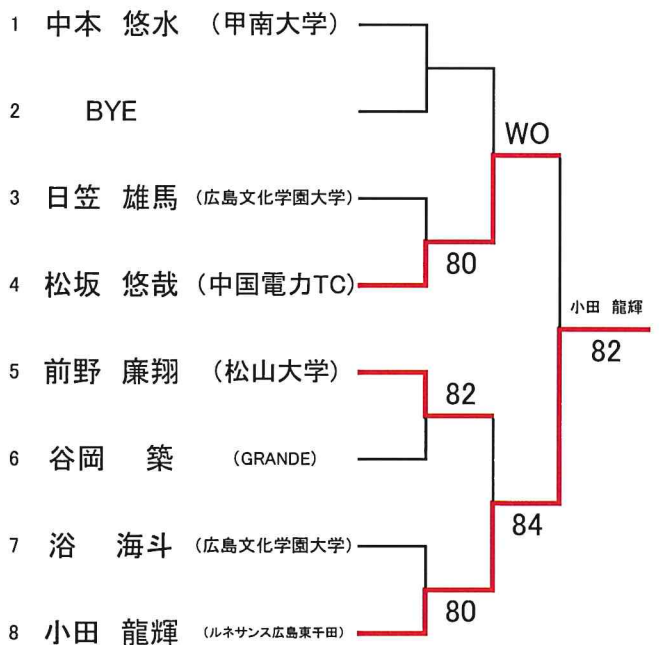 1 中本 悠水 (甲南大学)
2 BYE
WO
3 日笠 雄馬 (広島文化学園大学)
80
4 松坂 悠哉 (中国電力TC)
小田 龍輝
82
5 前野 廉翔 (松山大学)
82
6 谷岡 築 (GRANDE)
84
7 浴 海斗 (広島文化学園大学)
80
8 小田 龍輝 (ルネサンス広島東千田)